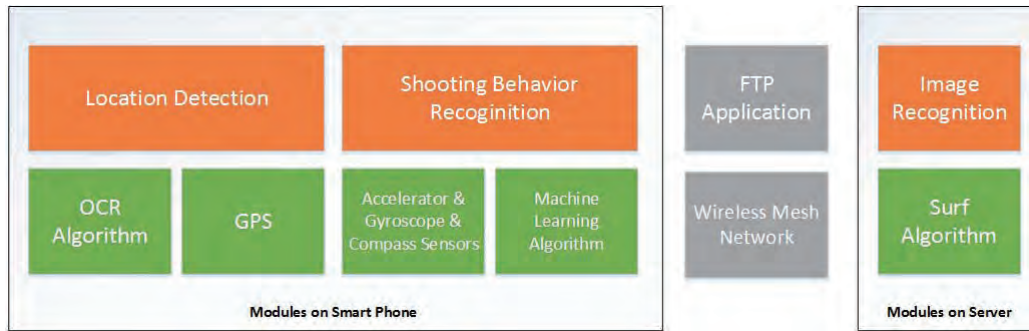 Location Detection
Shooting Behavior
Recoginition
FTP
Application
Image
Recognition
OCR
Algorithm
GPS
Accelerator &
Gyroscope &
Compass Sensors
Machine
Learning
Algorithm
Wireless Mesh
Network
Surf
Algorithm
Modules on Smart Phone
Modules on Server